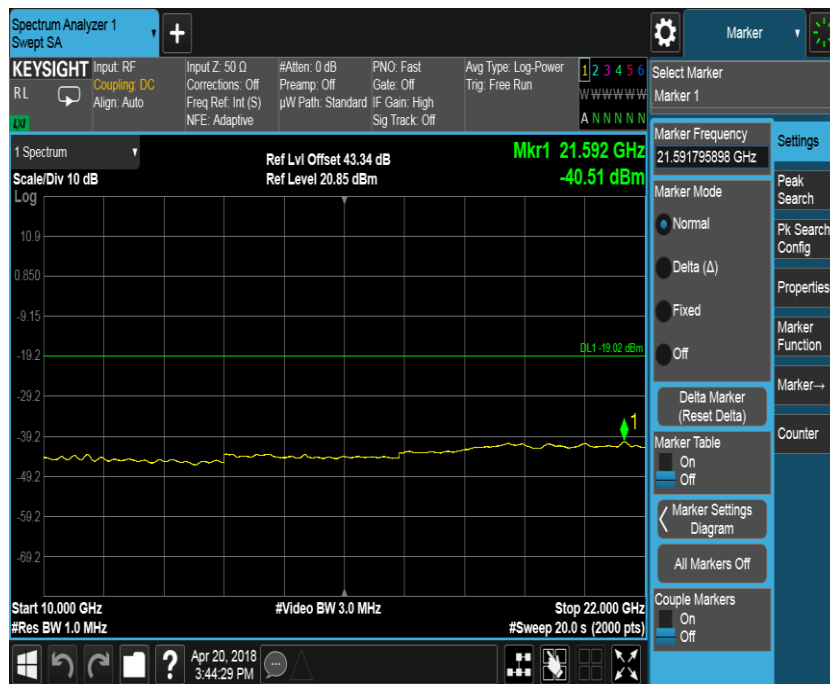 Spectrum Analyzer 1
Swept SA
+
Marker
KEYSIGHT
RL
LXI
Input: RF
Coupling: DC
Align: Auto
Input Z: 50 Ω
Corrections: Off
Freq Ref: Int (S)
NFE: Adaptive
#Atten: 0 dB
Preamp: Off
µW Path: Standard
PNO: Fast
Gate: Off
IF Gain: High
Sig Track: Off
Avg Type: Log-Power
Trig: Free Run
1 2 3 4 5 6
W W W W W W
A N N N N N
Select Marker
Marker 1
1 Spectrum
Scale/Div 10 dB
Log
Ref Lvl Offset 43.34 dB
Ref Level 20.85 dBm
Mkr1 21.592 GHz
-40.51 dBm
10.9
0.850
-9.15
-19.2
-29.2
-39.2
-49.2
-59.2
-69.2
DL1 -19.02 dBm
1
Start 10.000 GHz
#Res BW 1.0 MHz
#Video BW 3.0 MHz
Stop 22.000 GHz
#Sweep 20.0 s (2000 pts)
Marker Frequency
21.591795898 GHz
Marker Mode
Normal
Delta (Δ)
Fixed
Off
Delta Marker
(Reset Delta)
Marker Table
On
Off
Marker Settings
Diagram
All Markers Off
Couple Markers
On
Off
Settings
Peak
Search
Pk Search
Config
Properties
Marker
Function
Marker→
Counter
?
Apr 20, 2018
3:44:29 PM